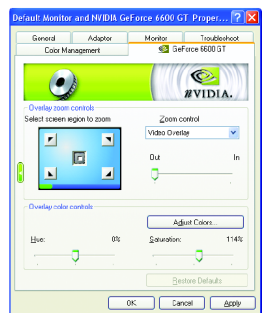 Default Monitor and NVIDIA GeForce 6600 GT Proper...
General Adapter Monitor Troubleshoot
Color Management GeForce 6600 GT
NVIDIA.
Overlay zoom controls
Select screen region to zoom
Zoom control
Video Overlay
Out In
Overlay color controls
Adjust Colors...
Hue: 0% Saturation: 114%
Restore Defaults
OK Cancel Apply